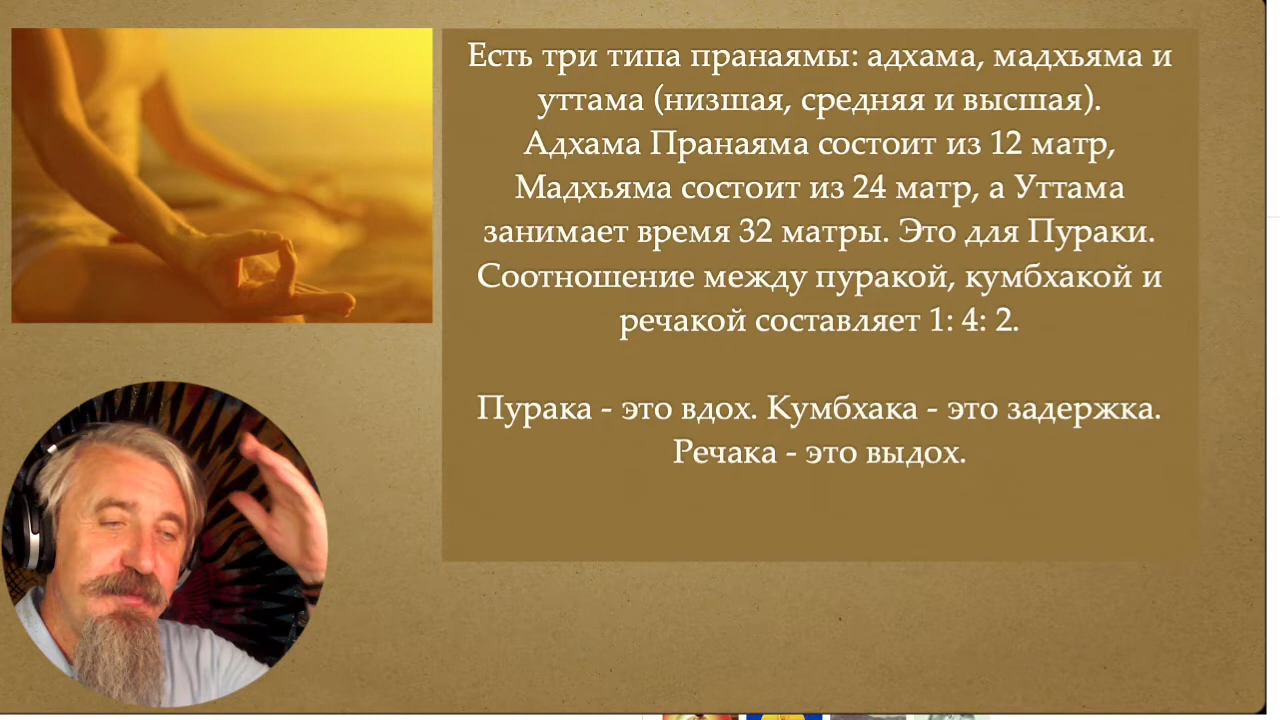 Есть три типа пранаямы: адхама, мадхьяма и
уттама (низшая, средняя и высшая).
Адхама Пранаяма состоит из 12 матр,
Мадхьяма состоит из 24 матр, а Уттама
занимает время 32 матры. Это для Пураки.
Соотношение между пуракой, кумбхакой и
речакой составляет 1: 4: 2.
Пурака - это вдох. Кумбхака - это задержка.
Речака - это выдох.